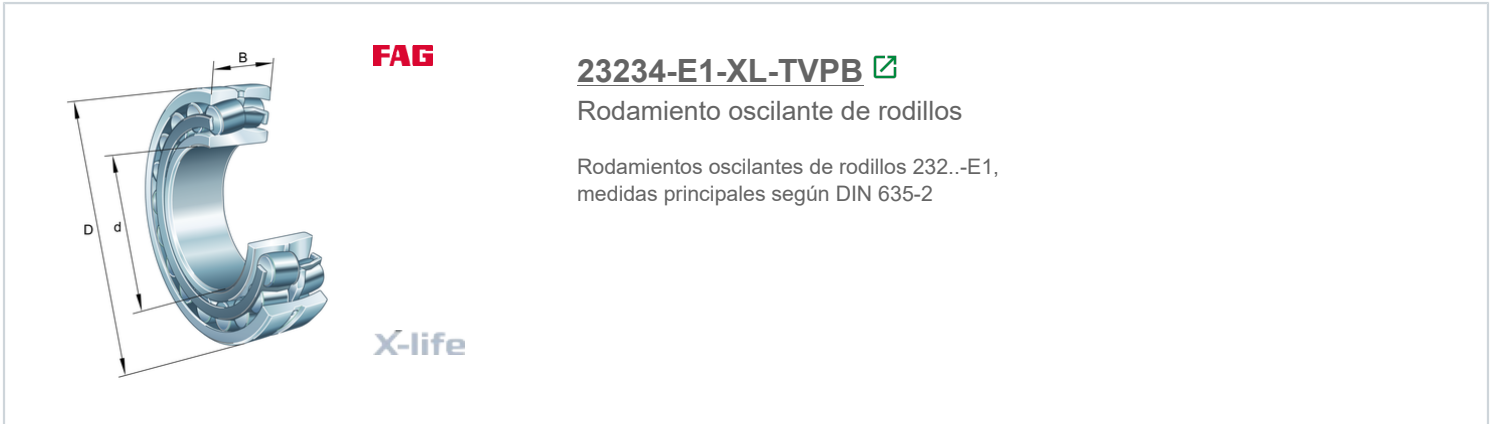 FAG
B
D
d
X-life
23234-E1-XL-TVPB
Rodamiento oscilante de rodillos
Rodamientos oscilantes de rodillos 232..-E1,
medidas principales según DIN 635-2